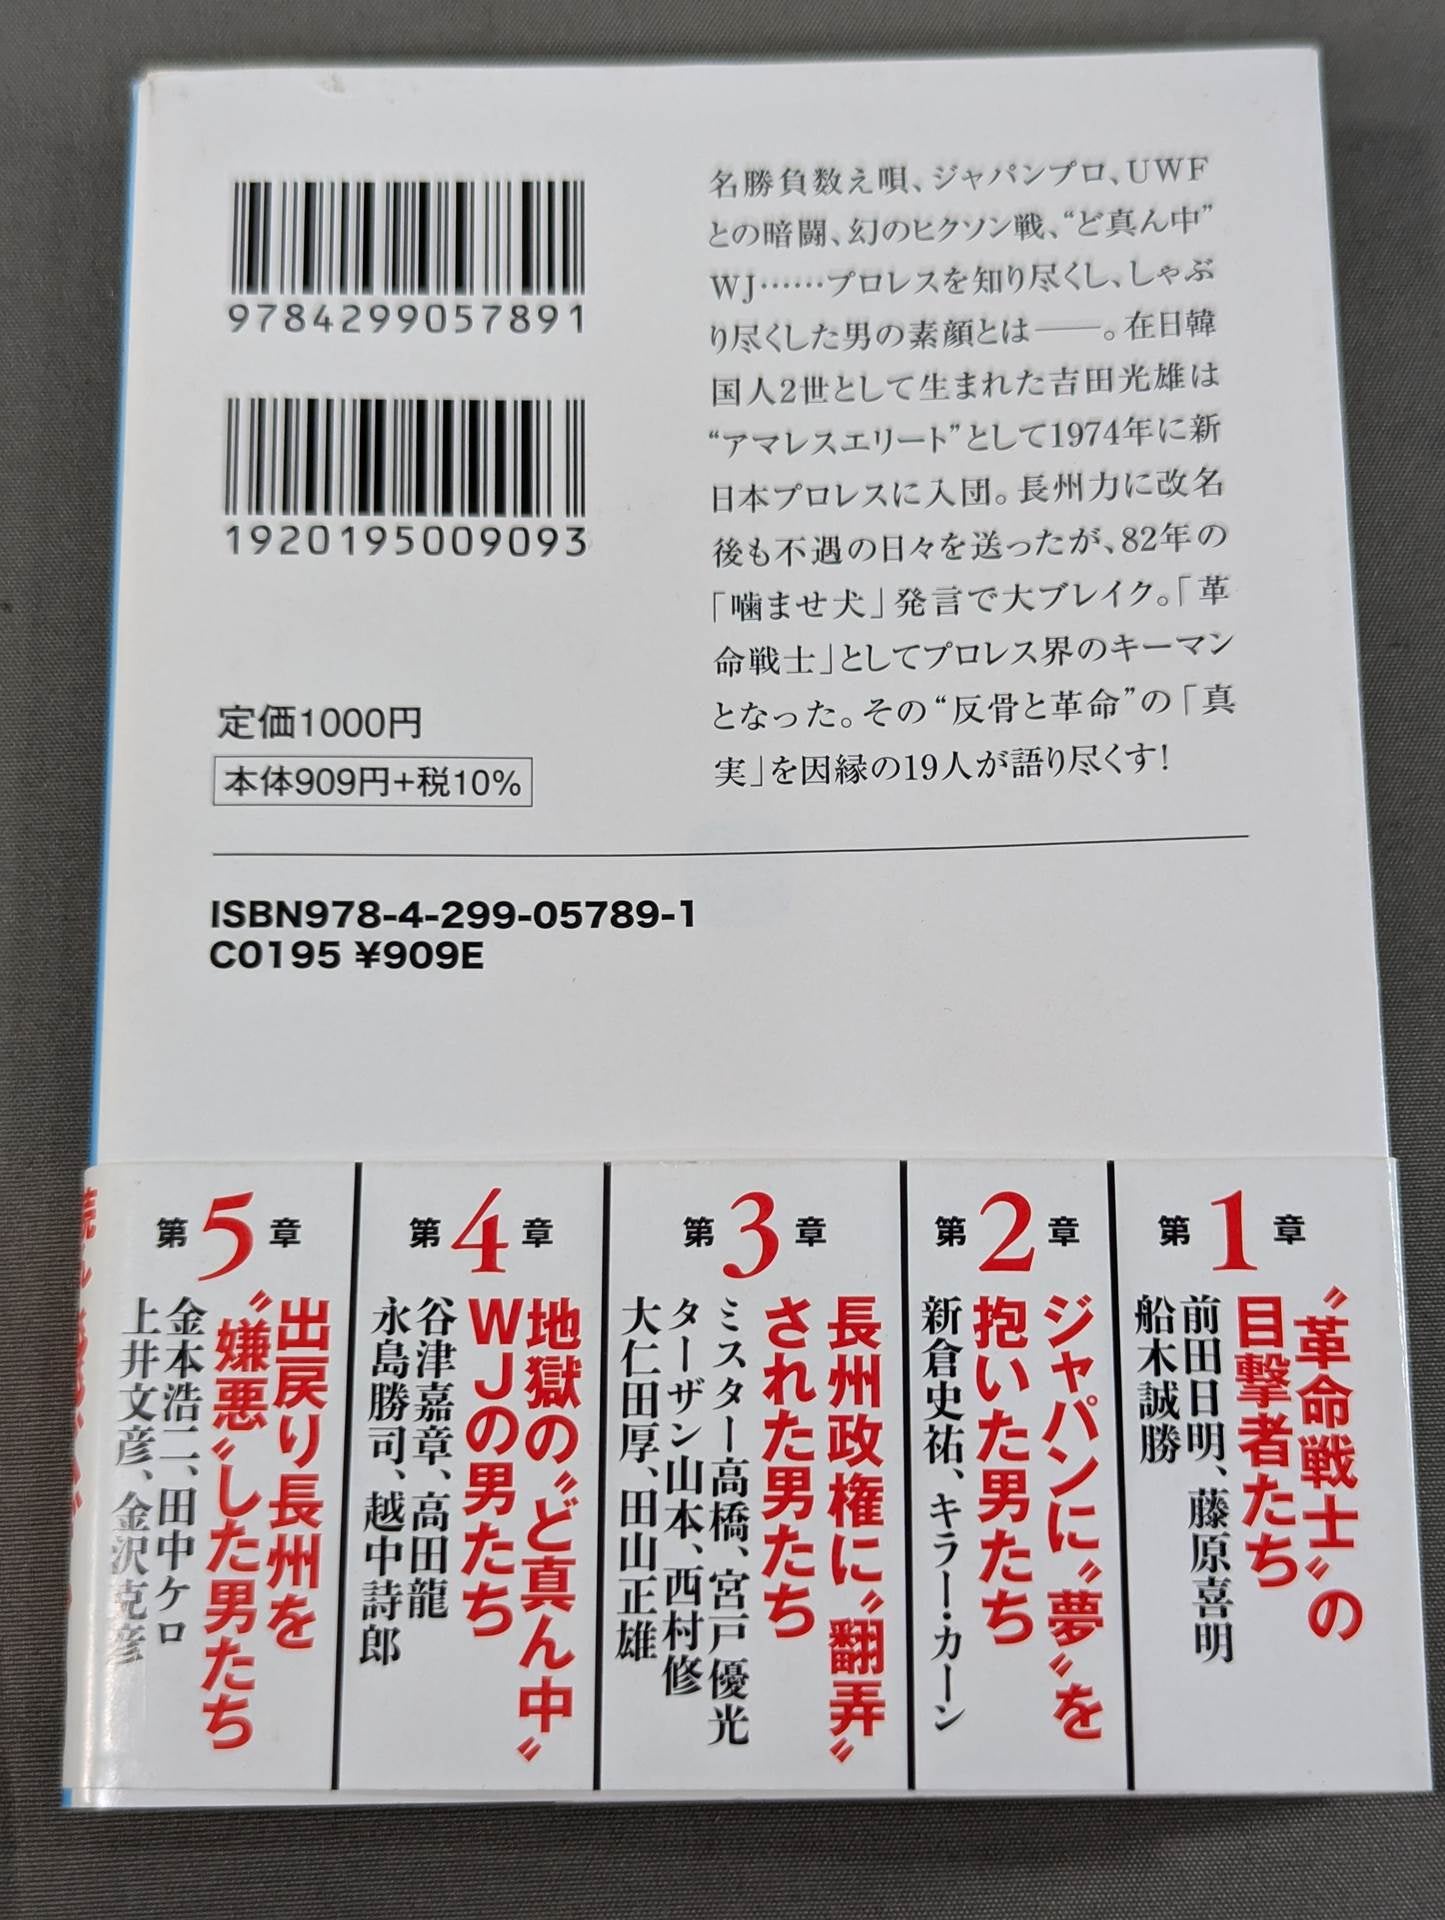 9784299057891
1920195009093
定価1000円
本体909円+税10%
名勝負数え唄、ジャパンプロ、UWF
との暗闘、幻のヒクソン戦、“ど真ん中”
WJ……プロレスを知り尽くし、しゃぶ
り尽くした男の素顔とは――。在日韓
国人2世として生まれた吉田光雄は
“アマレスエリート”として1974年に新
日本プロレスに入団。長州力に改名
後も不遇の日々を送ったが、82年の
「噛ませ犬」発言で大ブレイク。「革
命戦士」としてプロレス界のキーマン
となった。その“反骨と革命”の「真
実」を因縁の19人が語り尽くす!
ISBN978-4-299-05789-1
C0195 ¥909E
第1章
〝革命戦士〟の
目撃者たち
前田日明、藤原喜明
船木誠勝
第2章
ジャパンに〝夢〟を
抱いた男たち
新倉史祐、キラー・カーン
第3章
長州政権に〝翻弄〟
された男たち
ミスター高橋、宮戸優光
ターザン山本、西村修
大仁田厚、田山正雄
第4章
地獄の〝ど真ん中〟
WJの男たち
谷津嘉章、高田龍
永島勝司、越中詩郎
第5章
出戻り長州を
〝嫌悪〟した男たち
金本浩二、田中ケロ
上井文彦、金沢克彦